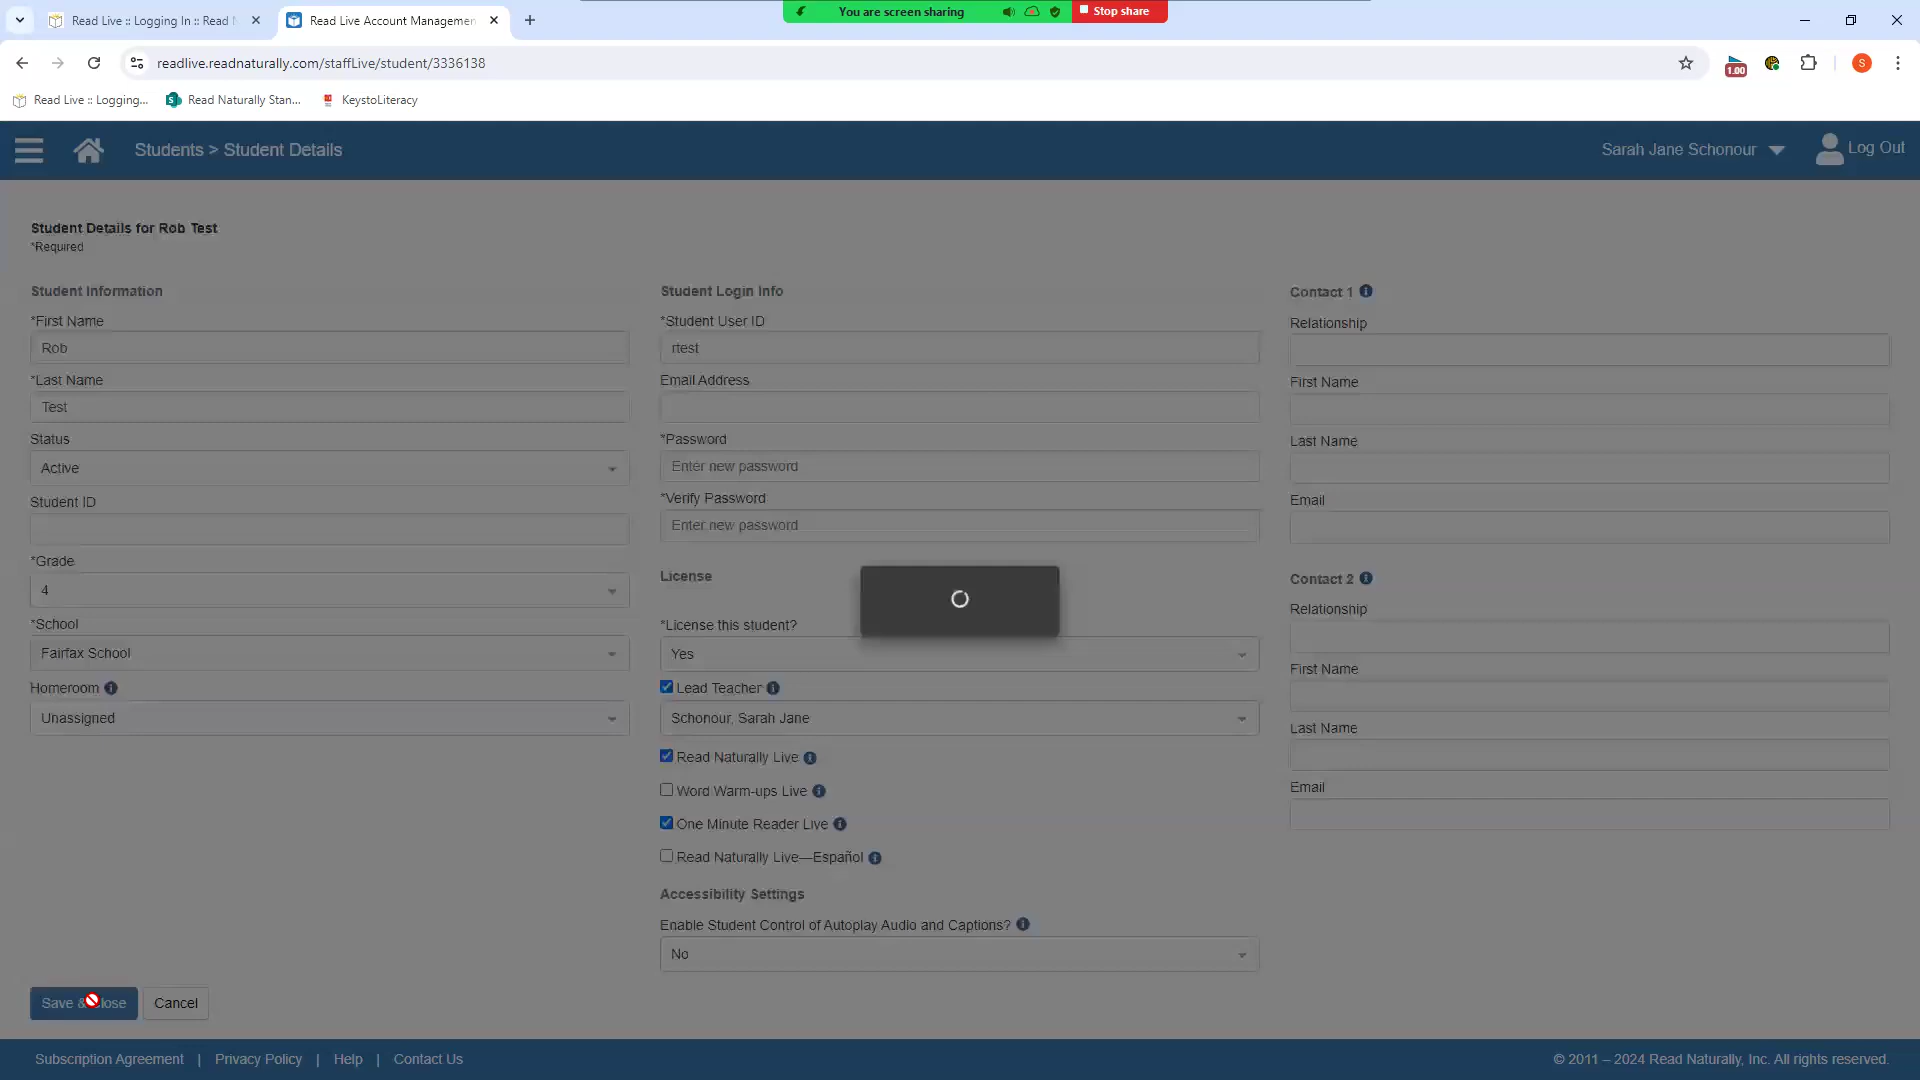 Read Live :: Logging In :: Read
Read Live Account Managemen
You are screen sharing
Stop share
readlive.readnaturally.com/staffLive/student/3336138
1.00
S
Read Live :: Logging...
Read Naturally Stan...
KeystoLiteracy
Students > Student Details
Sarah Jane Schonour
Log Out
Student Details for Rob Test
*Required
Student Information
*First Name
Rob
*Last Name
Test
Status
Active
Student ID
*Grade
4
*School
Fairfax School
Homeroom
Unassigned
Student Login Info
*Student User ID
rtest
Email Address
*Password
Enter new password
*Verify Password
Enter new password
License
*License this student?
Yes
Lead Teacher
Schonour, Sarah Jane
Read Naturally Live
Word Warm-ups Live
One Minute Reader Live
Read Naturally Live—Español
Accessibility Settings
Enable Student Control of Autoplay Audio and Captions?
No
Contact 1
Relationship
First Name
Last Name
Email
Contact 2
Relationship
First Name
Last Name
Email
Save & Close
Cancel
Subscription Agreement | Privacy Policy | Help | Contact Us
© 2011 – 2024 Read Naturally, Inc. All rights reserved.